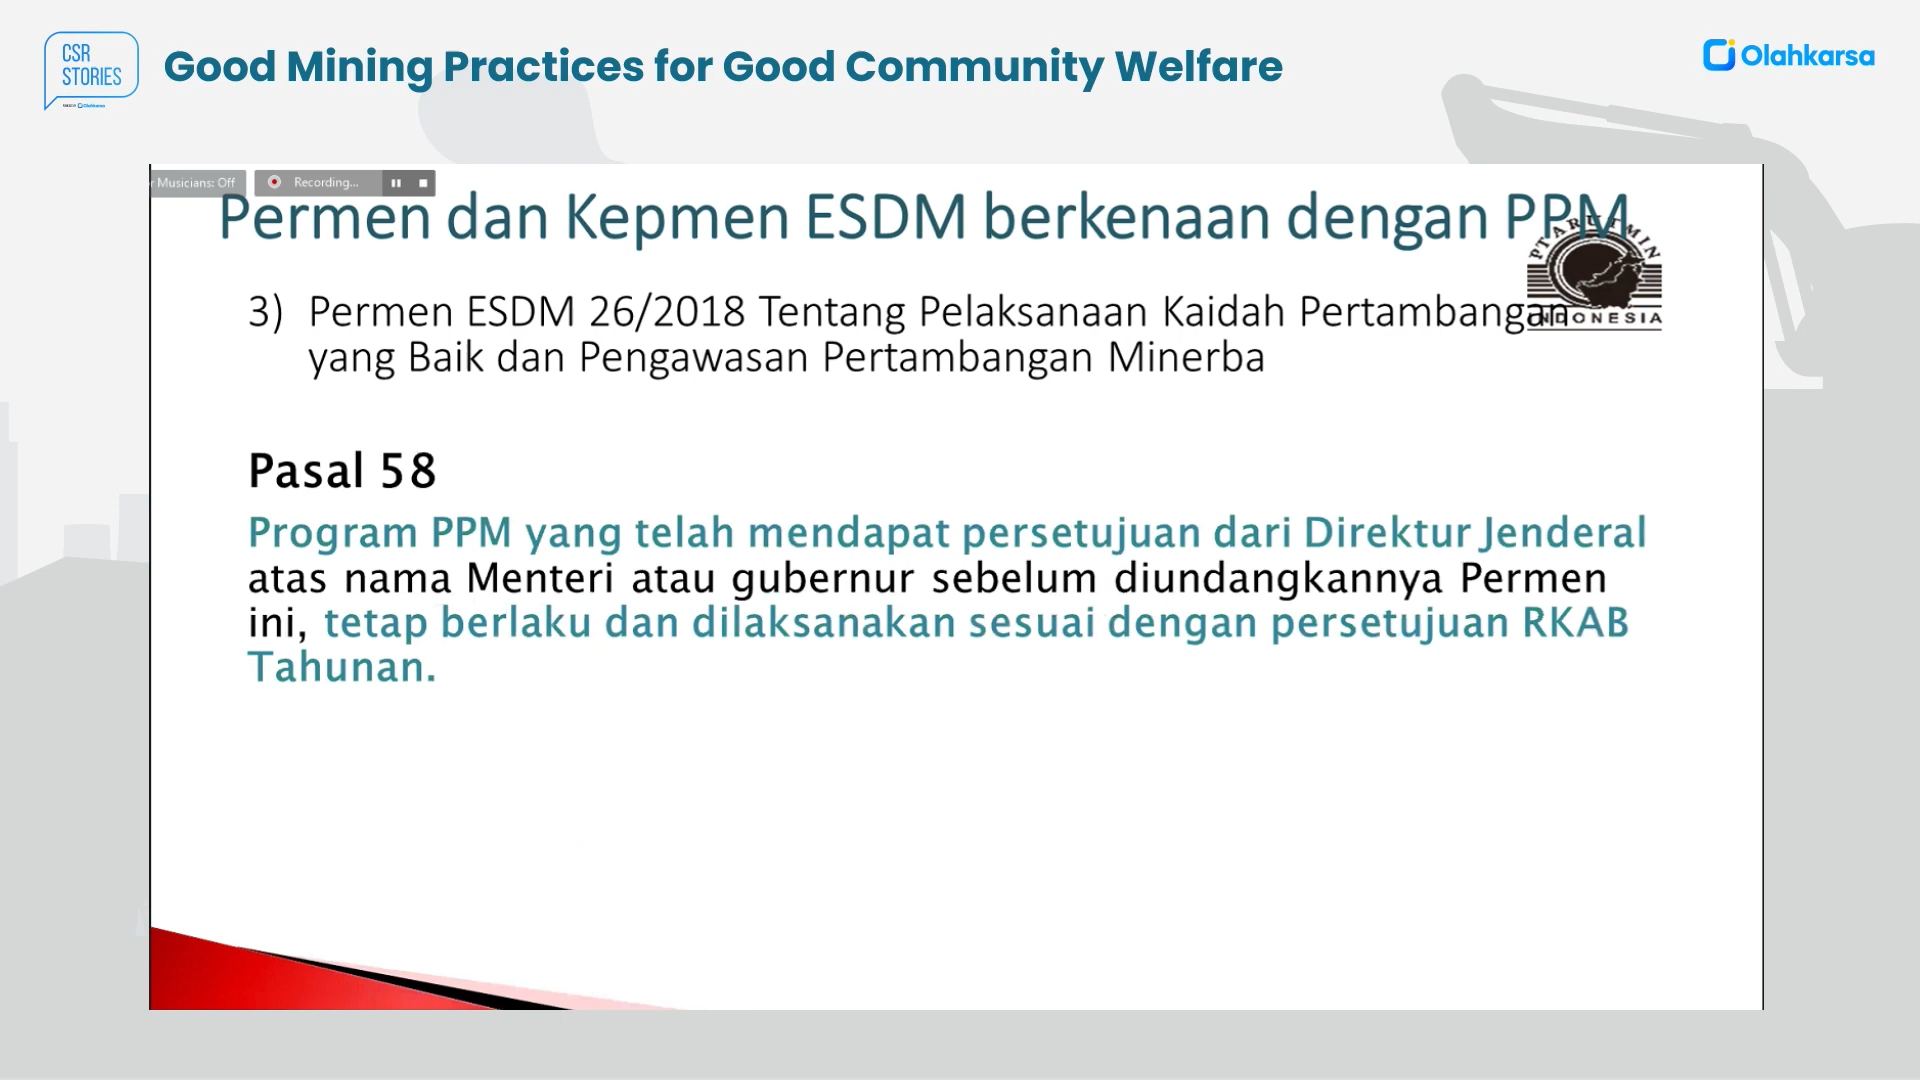 CSR
STORIES
Good Mining Practices for Good Community Welfare
Olahkarsa
r Musicians: Off
Recording...
Permen dan Kepmen ESDM berkenaan dengan PPM
PT ARUTMIN
INDONESIA
3) Permen ESDM 26/2018 Tentang Pelaksanaan Kaidah Pertambangan
yang Baik dan Pengawasan Pertambangan Minerba
Pasal 58
Program PPM yang telah mendapat persetujuan dari Direktur Jenderal
atas nama Menteri atau gubernur sebelum diundangkannya Permen
ini, tetap berlaku dan dilaksanakan sesuai dengan persetujuan RKAB
Tahunan.